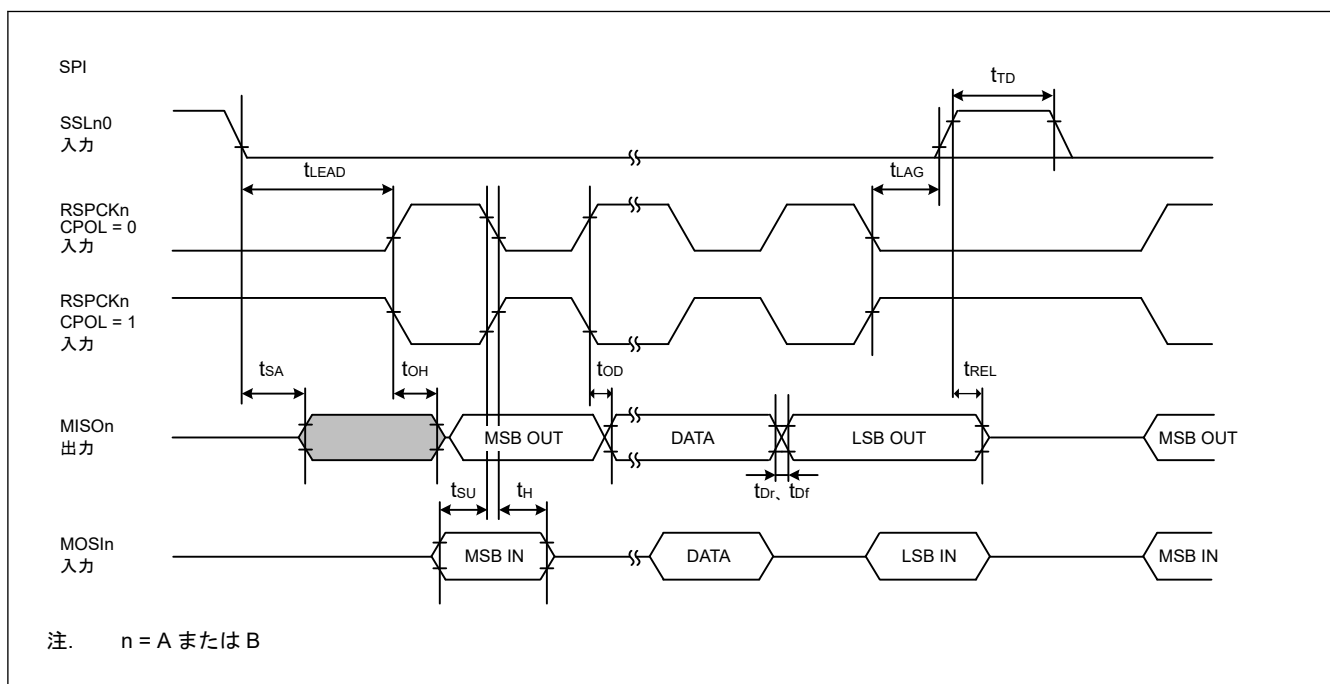 SPI
tTD
SSLn0
入力
tLEAD
tLAG
RSPCKn
CPOL = 0
入力
RSPCKn
CPOL = 1
入力
tSA
tOH
tOD
tREL
MISOn
出力
MSB OUT
DATA
LSB OUT
MSB OUT
tSU
tH
tDr、tDf
MOSIn
入力
MSB IN
DATA
LSB IN
MSB IN
注. n = A または B